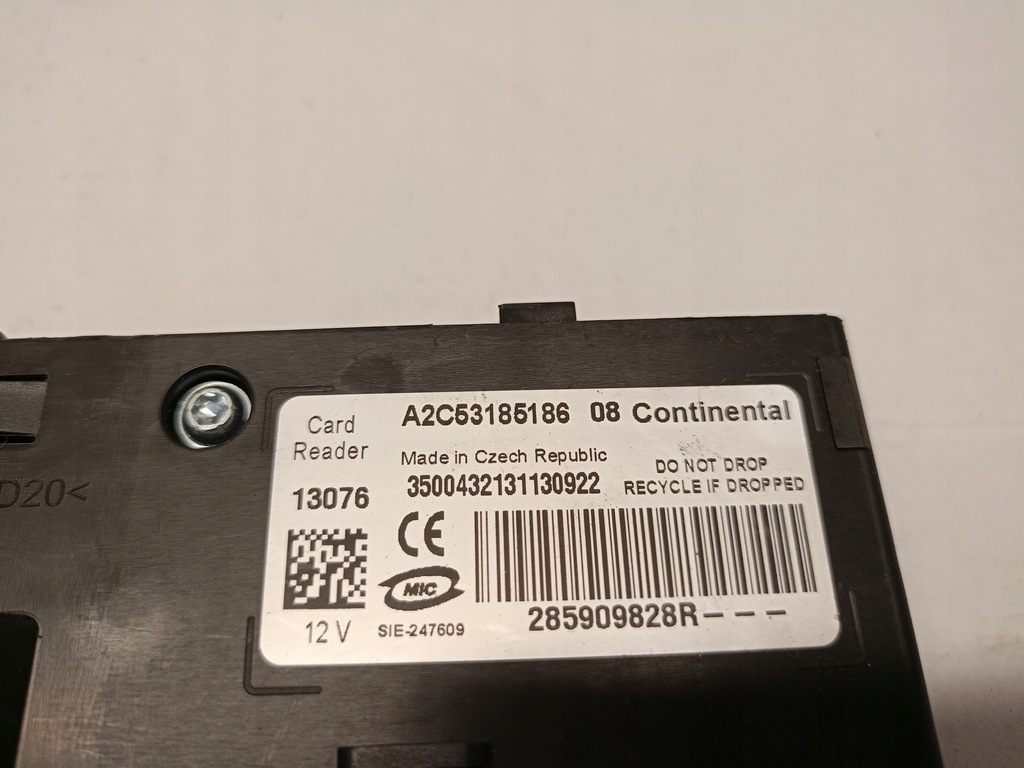 Card
Reader
A2C53185186 08 Continental
Made in Czech Republic
DO NOT DROP
RECYCLE IF DROPPED
13076
3500432131130922
CE
MIC
12 V
SIE-247609
285909828R---
D20<